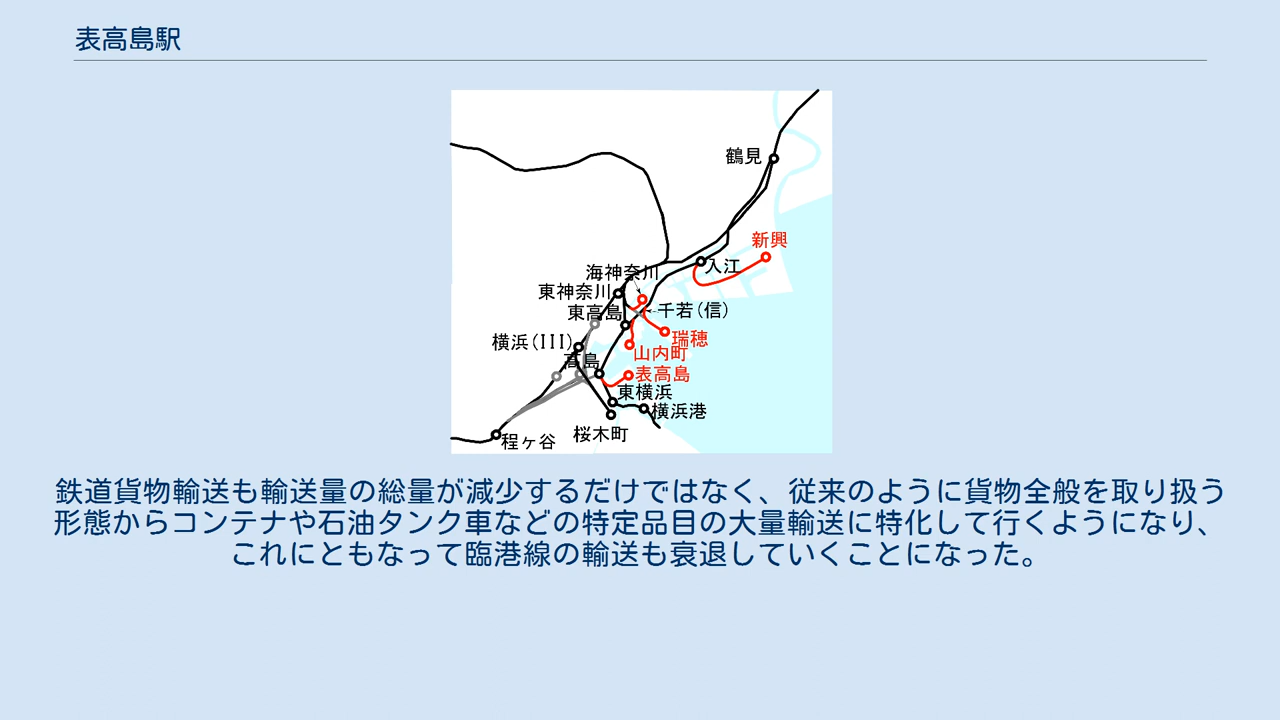 表高島駅
鶴見
新興
入江
海神奈川
東神奈川
千若(信)
東高島
瑞穂
横浜(III)
山内町
高島
表高島
東横浜
横浜港
桜木町
程ヶ谷
鉄道貨物輸送も輸送量の総量が減少するだけではなく、従来のように貨物全般を取り扱う
形態からコンテナや石油タンク車などの特定品目の大量輸送に特化して行くようになり、
これにともなって臨港線の輸送も衰退していくことになった。